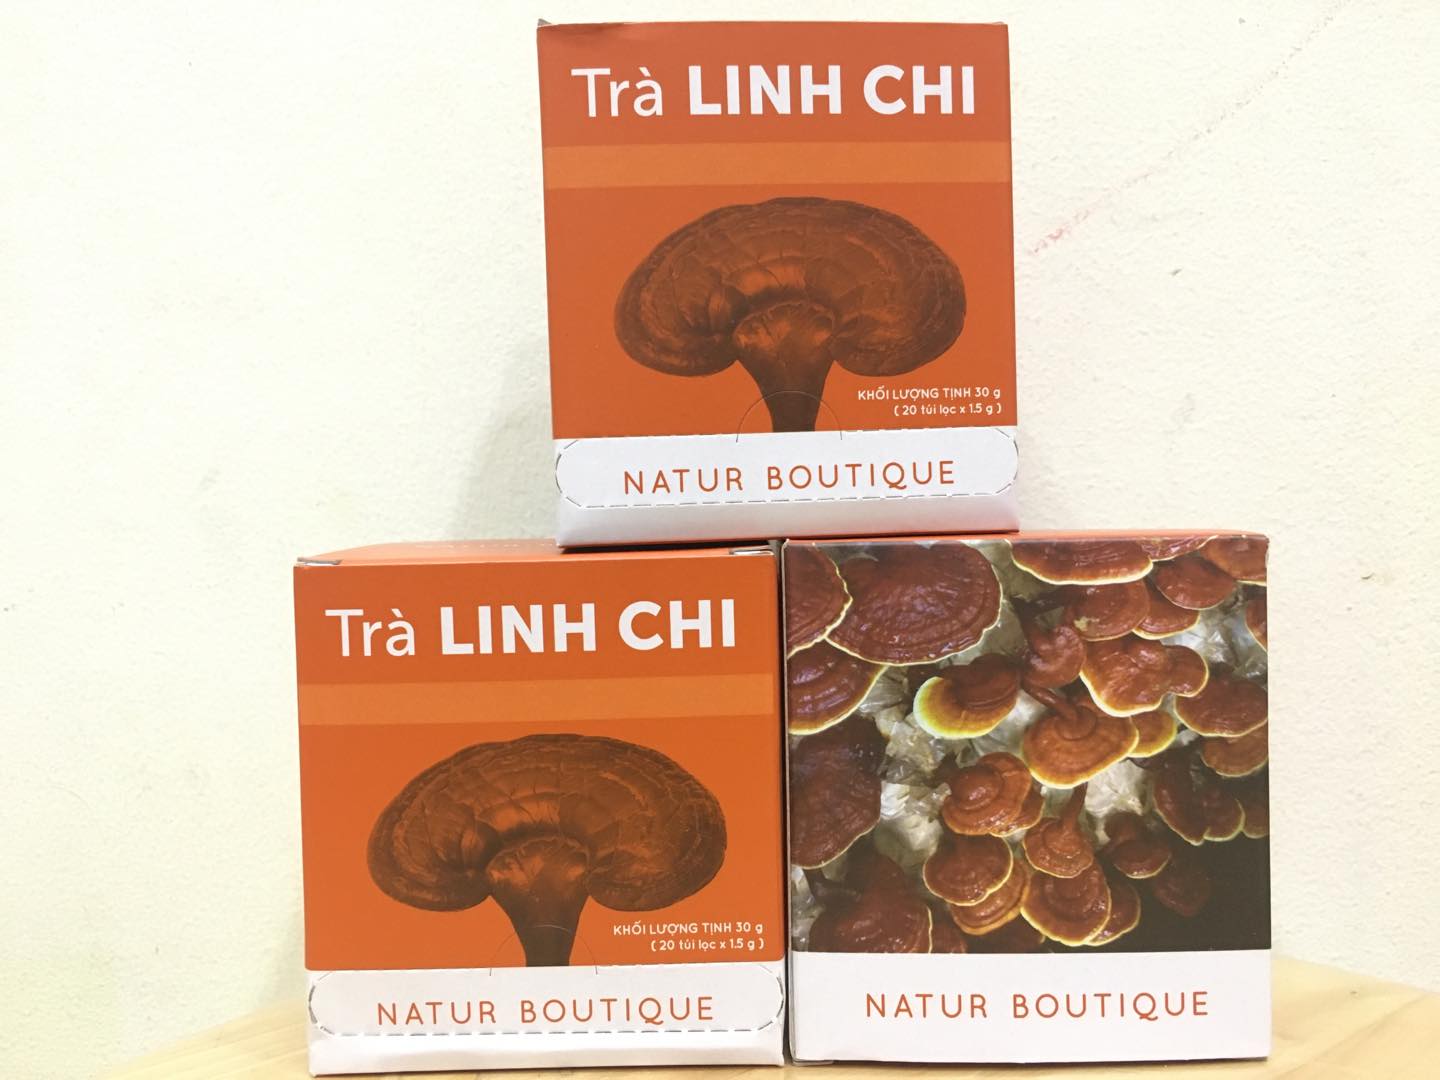 Trà LINH CHI
KHỐI LƯỢNG TỊNH 30 g
( 20 túi lọc x 1.5 g )
NATUR BOUTIQUE
Trà LINH CHI
KHỐI LƯỢNG TỊNH 30 g
( 20 túi lọc x 1.5 g )
NATUR BOUTIQUE
NATUR BOUTIQUE